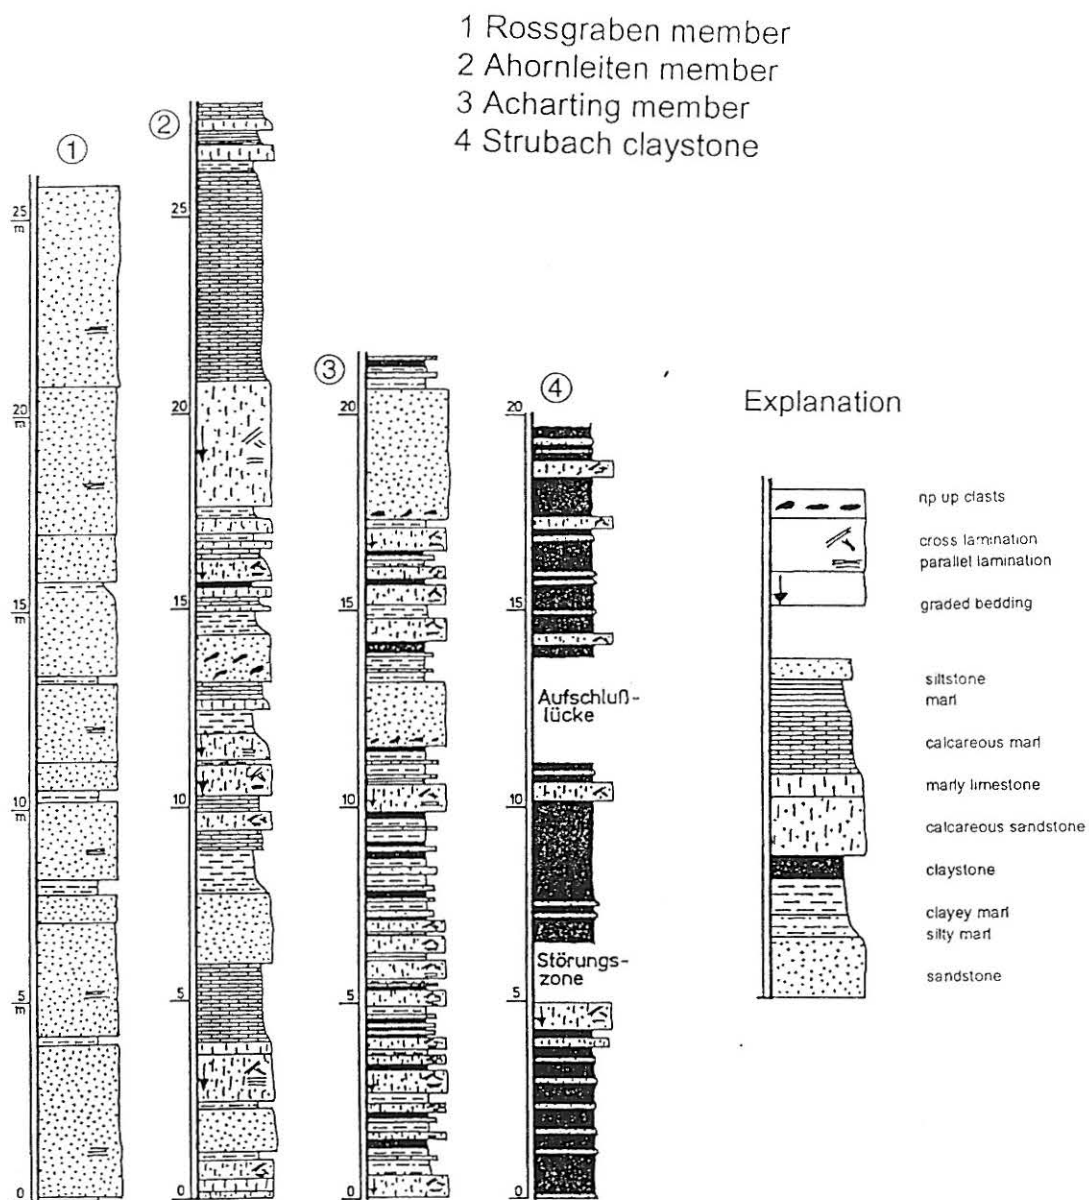 1 Rossgraben member
2 Ahornleiten member
3 Acharting member
4 Strubach claystone
1
25
m
20
m
15
m
10
m
5
m
0
2
25
20
15
10
5
0
3
20
15
10
5
0
4
20
15
Aufschluß-
lücke
10
Störungs-
zone
5
0
Explanation
rip up clasts
cross lamination
parallel lamination
graded bedding
siltstone
marl
calcareous marl
marly limestone
calcareous sandstone
claystone
clayey marl
silty marl
sandstone